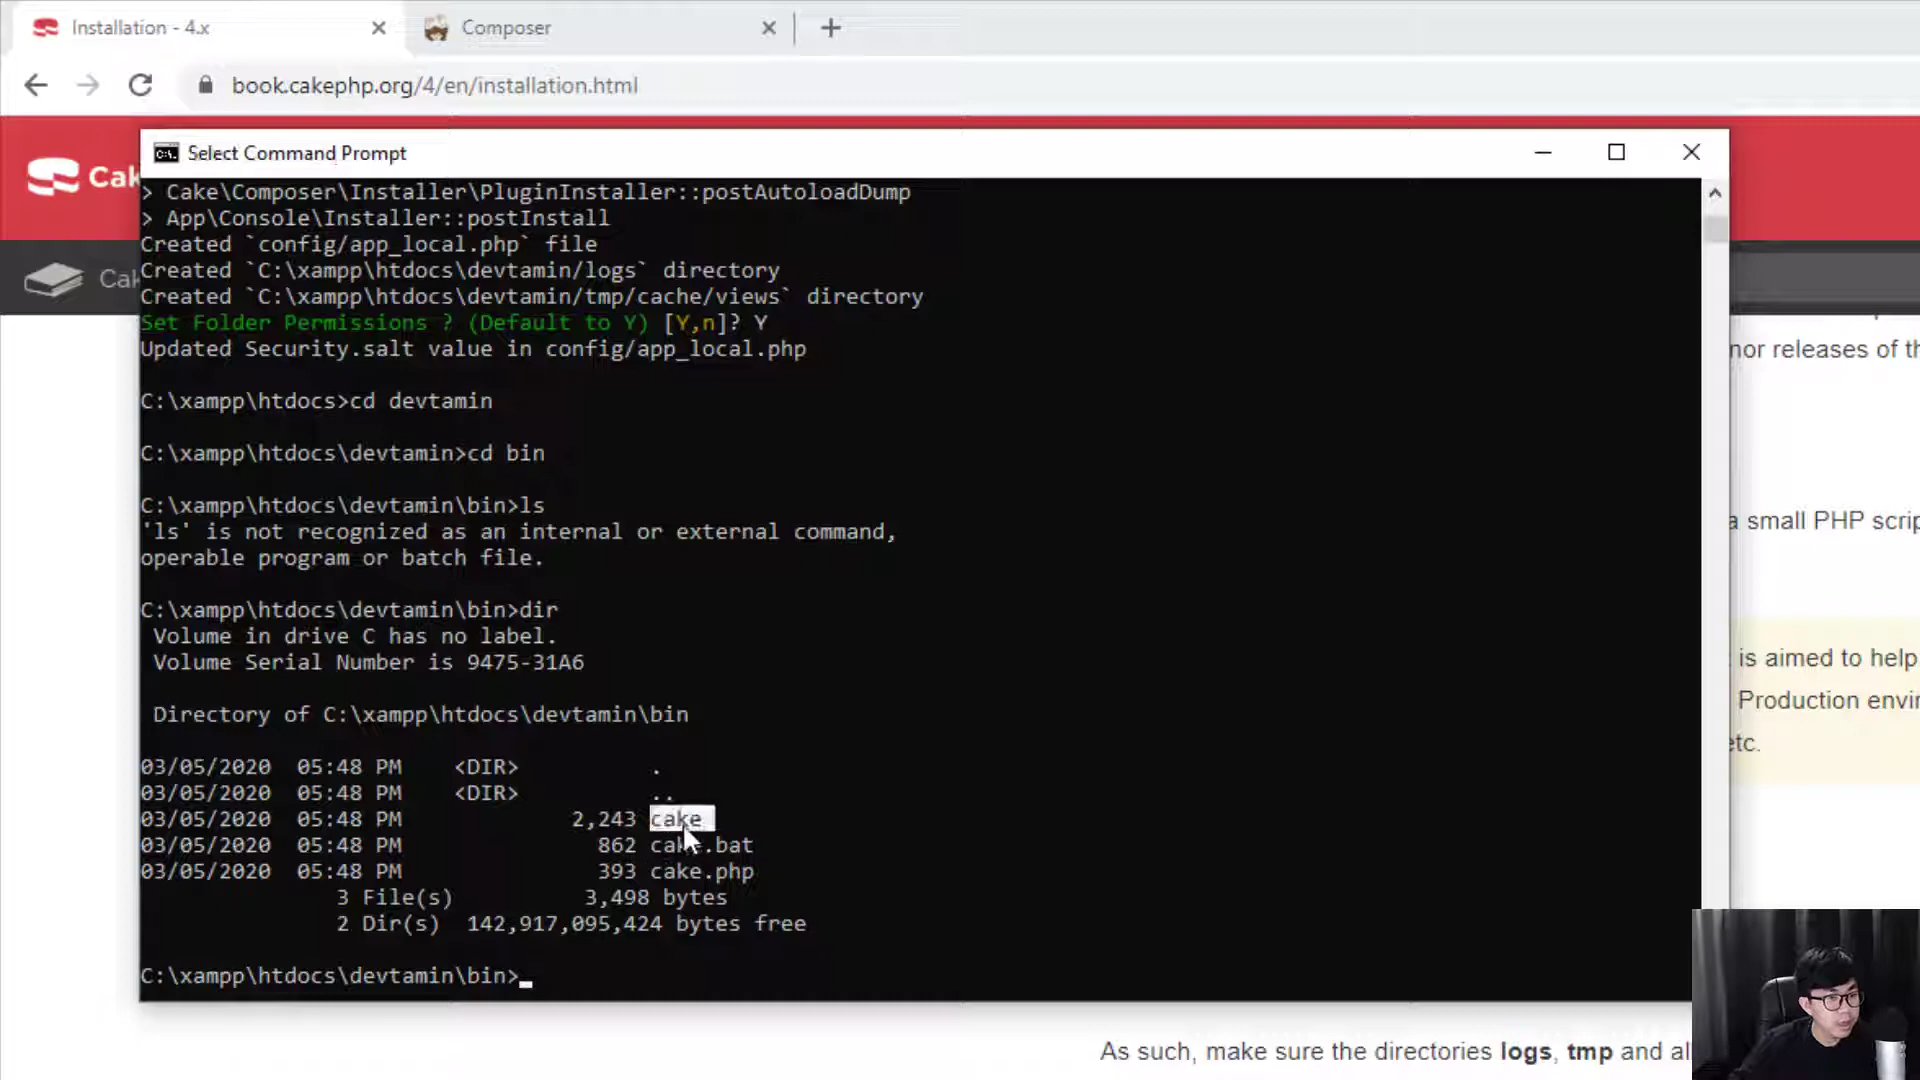 Installation - 4.x
Composer
book.cakephp.org/4/en/installation.html
Select Command Prompt
> Cake\Composer\Installer\PluginInstaller::postAutoloadDump
> App\Console\Installer::postInstall
Created `config/app_local.php` file
Created `C:\xampp\htdocs\devtamin/logs` directory
Created `C:\xampp\htdocs\devtamin/tmp/cache/views` directory
Set Folder Permissions ? (Default to Y) [Y,n]? Y
Updated Security.salt value in config/app_local.php
C:\xampp\htdocs>cd devtamin
C:\xampp\htdocs\devtamin>cd bin
C:\xampp\htdocs\devtamin\bin>ls
'ls' is not recognized as an internal or external command,
operable program or batch file.
C:\xampp\htdocs\devtamin\bin>dir
Volume in drive C has no label.
Volume Serial Number is 9475-31A6
Directory of C:\xampp\htdocs\devtamin\bin
03/05/2020  05:48 PM    <DIR>          .
03/05/2020  05:48 PM    <DIR>          ..
03/05/2020  05:48 PM             2,243 cake
03/05/2020  05:48 PM               862 cake.bat
03/05/2020  05:48 PM               393 cake.php
3 File(s)          3,498 bytes
2 Dir(s)  142,917,095,424 bytes free
C:\xampp\htdocs\devtamin\bin>
Cak
Cak
nor releases of th
a small PHP scrip
is aimed to help
Production envir
etc.
As such, make sure the directories logs, tmp and al